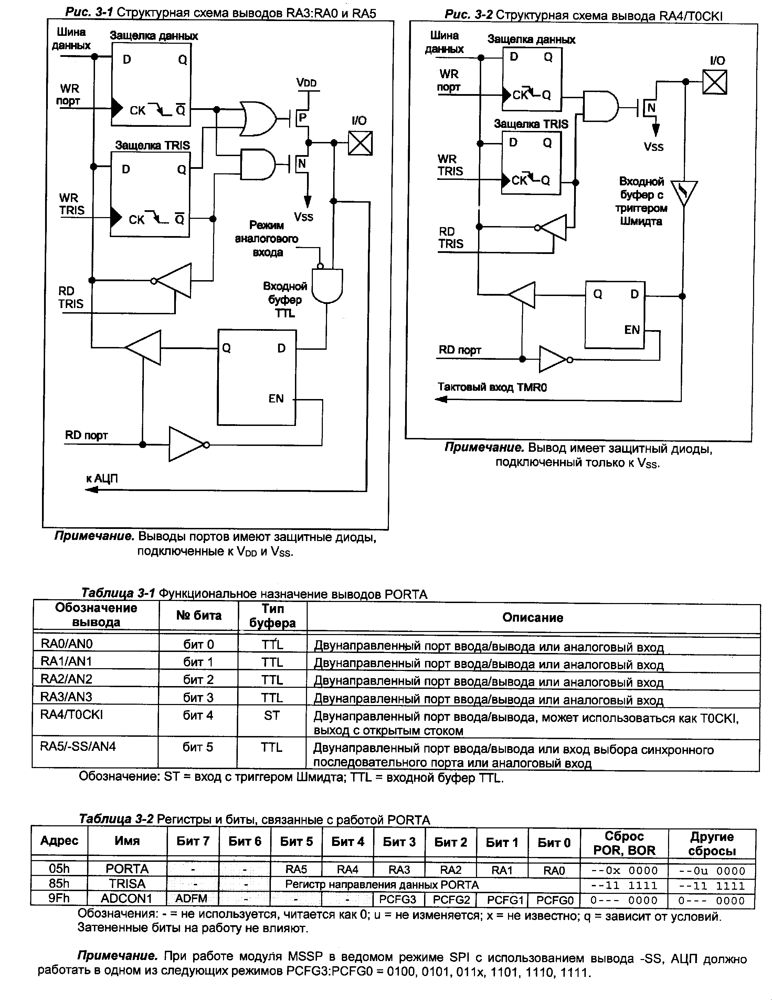 Рис. 3-1 Структурная схема выводов RA3:RA0 и RA5
Шина
данных
Защелка данных
D
Q
WR
порт
CK
Q
VDD
P
I/O
Защелка TRIS
D
Q
N
WR
TRIS
CK
Q
Vss
Режим
аналогового
входа
RD
TRIS
Входной
буфер
TTL
Q
D
EN
RD порт
к АЦП
Примечание. Выводы портов имеют защитные диоды,
подключенные к VDD и Vss.
Рис. 3-2 Структурная схема вывода RA4/T0CKI
Шина
данных
Защелка данных
D
Q
I/O
WR
порт
CK
Q
N
Защелка TRIS
D
Q
Vss
WR
TRIS
CK
Q
Входной
буфер с
триггером
Шмидта
RD
TRIS
Q
D
EN
RD порт
Тактовый вход TMR0
Примечание. Вывод имеет защитный диоды,
подключенный только к Vss.
Таблица 3-1 Функциональное назначение выводов PORTA
Обозначение вывода № бита Тип буфера Описание
RA0/AN0 бит 0 TTL Двунаправленный порт ввода/вывода или аналоговый вход
RA1/AN1 бит 1 TTL Двунаправленный порт ввода/вывода или аналоговый вход
RA2/AN2 бит 2 TTL Двунаправленный порт ввода/вывода или аналоговый вход
RA3/AN3 бит 3 TTL Двунаправленный порт ввода/вывода или аналоговый вход
RA4/T0CKI бит 4 ST Двунаправленный порт ввода/вывода, может использоваться как T0CKI,
выход с открытым стоком
RA5/-SS/AN4 бит 5 TTL Двунаправленный порт ввода/вывода или вход выбора синхронного
последовательного порта или аналоговый вход
Обозначение: ST = вход с триггером Шмидта; TTL = входной буфер TTL.
Таблица 3-2 Регистры и биты, связанные с работой PORTA
Адрес Имя Бит 7 Бит 6 Бит 5 Бит 4 Бит 3 Бит 2 Бит 1 Бит 0 Сброс POR, BOR Другие сбросы
05h PORTA - - RA5 RA4 RA3 RA2 RA1 RA0 --0x 0000 --0u 0000
85h TRISA - - Регистр направления данных PORTA --11 1111 --11 1111
9Fh ADCON1 ADFM - - - PCFG3 PCFG2 PCFG1 PCFG0 0--- 0000 0--- 0000
Обозначения: - = не используется, читается как 0; u = не изменяется; x = не известно; q = зависит от условий.
Затененные биты на работу не влияют.
Примечание. При работе модуля MSSP в ведомом режиме SPI с использованием вывода -SS, АЦП должно
работать в одном из следующих режимов PCFG3:PCFG0 = 0100, 0101, 011x, 1101, 1110, 1111.